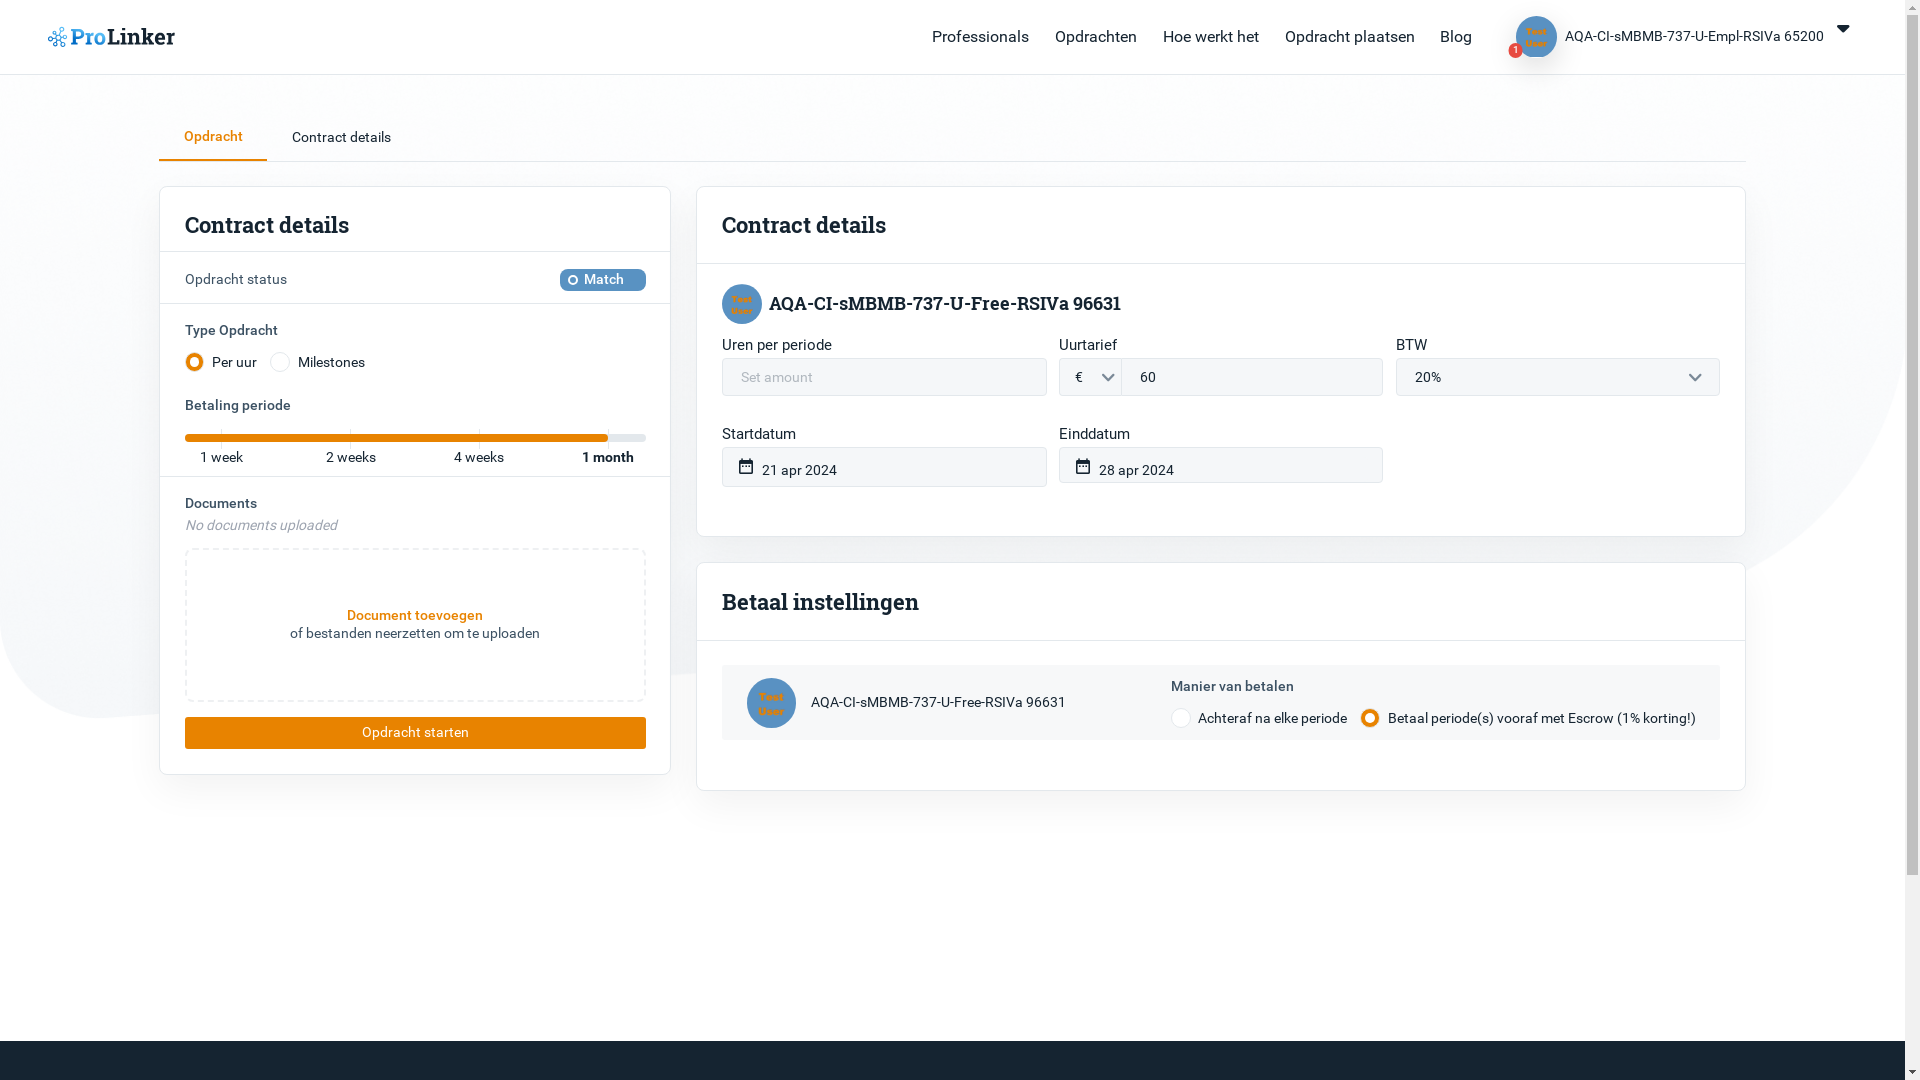 ProLinker
Professionals
Opdrachten
Hoe werkt het
Opdracht plaatsen
Blog
Test
User
1
AQA-CI-sMBMB-737-U-Empl-RSIVa 65200
Opdracht
Contract details
Contract details
Opdracht status
Match
Type Opdracht
Per uur
Milestones
Betaling periode
1 week
2 weeks
4 weeks
1 month
Documents
No documents uploaded
Document toevoegen
of bestanden neerzetten om te uploaden
Opdracht starten
Contract details
Test
User
AQA-CI-sMBMB-737-U-Free-RSIVa 96631
Uren per periode
Set amount
Uurtarief
€
60
BTW
20%
Startdatum
21 apr 2024
Einddatum
28 apr 2024
Betaal instellingen
Test
User
AQA-CI-sMBMB-737-U-Free-RSIVa 96631
Manier van betalen
Achteraf na elke periode
Betaal periode(s) vooraf met Escrow (1% korting!)